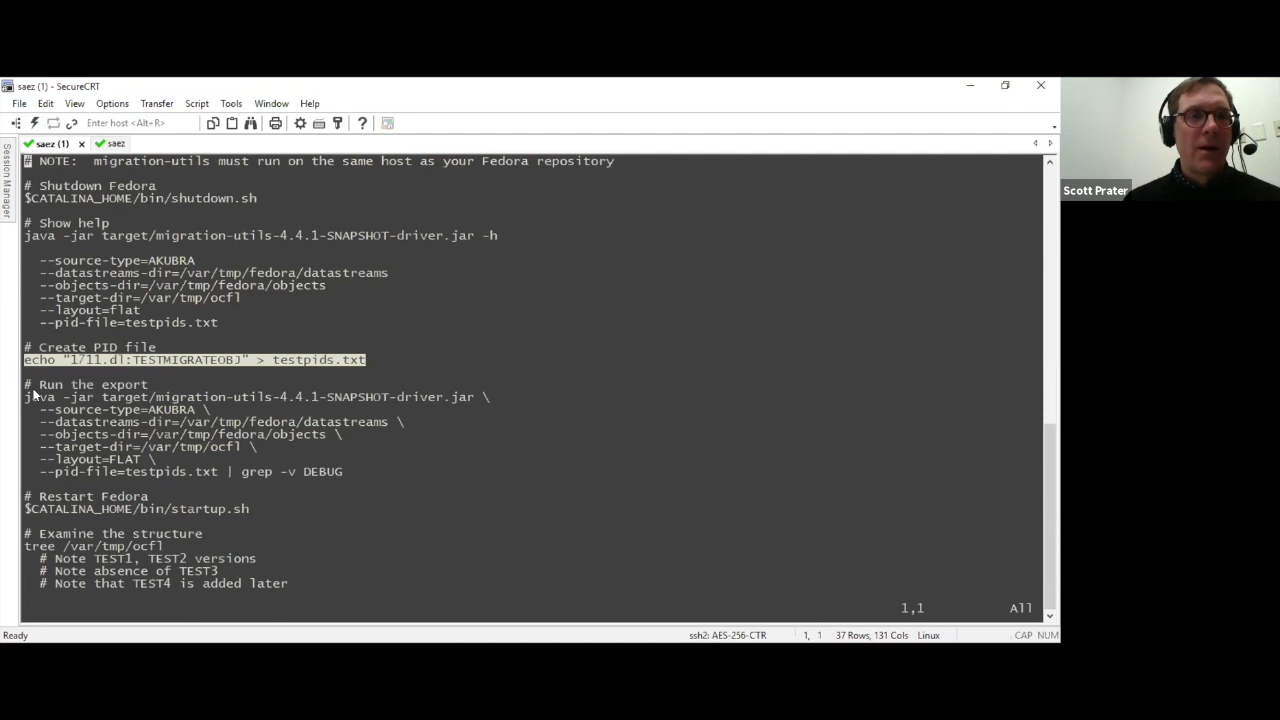 saez (1) - SecureCRT
File Edit View Options Transfer Script Tools Window Help
Enter host <Alt+R>
saez (1) saez
Session Manager
# NOTE:  migration-utils must run on the same host as your Fedora repository
# Shutdown Fedora
$CATALINA_HOME/bin/shutdown.sh
# Show help
java -jar target/migration-utils-4.4.1-SNAPSHOT-driver.jar -h
--source-type=AKUBRA
--datastreams-dir=/var/tmp/fedora/datastreams
--objects-dir=/var/tmp/fedora/objects
--target-dir=/var/tmp/ocfl
--layout=flat
--pid-file=testpids.txt
# Create PID file
echo "1711.dl:TESTMIGRATEOBJ" > testpids.txt
# Run the export
java -jar target/migration-utils-4.4.1-SNAPSHOT-driver.jar \
--source-type=AKUBRA \
--datastreams-dir=/var/tmp/fedora/datastreams \
--objects-dir=/var/tmp/fedora/objects \
--target-dir=/var/tmp/ocfl \
--layout=FLAT \
--pid-file=testpids.txt | grep -v DEBUG
# Restart Fedora
$CATALINA_HOME/bin/startup.sh
# Examine the structure
tree /var/tmp/ocfl
# Note TEST1, TEST2 versions
# Note absence of TEST3
# Note that TEST4 is added later
1,1 All
Ready ssh2: AES-256-CTR 1, 1 37 Rows, 131 Cols Linux CAP NUM
Scott Prater